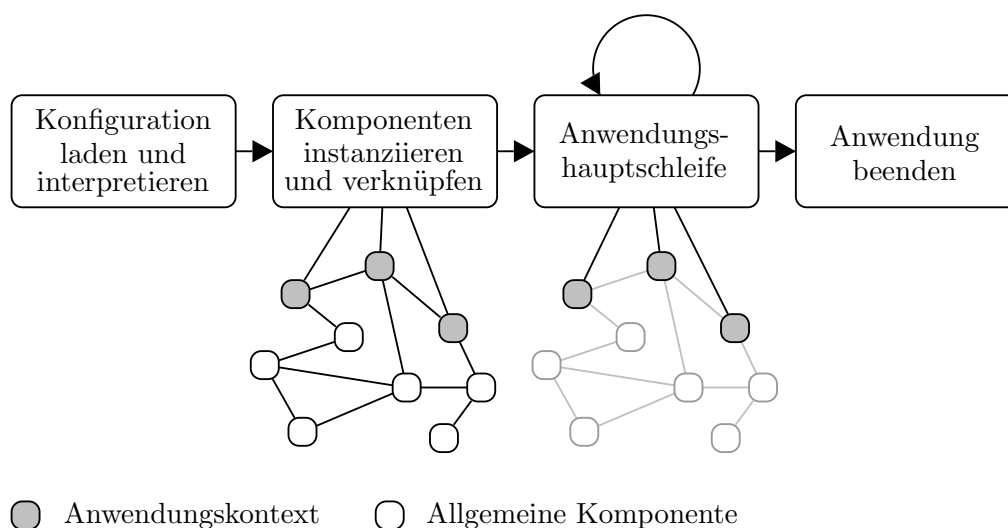 Konfiguration
laden und
interpretieren
Komponenten
instanziieren
und verknüpfen
Anwendungs-
hauptschleife
Anwendung
beenden
Anwendungskontext
Allgemeine Komponente